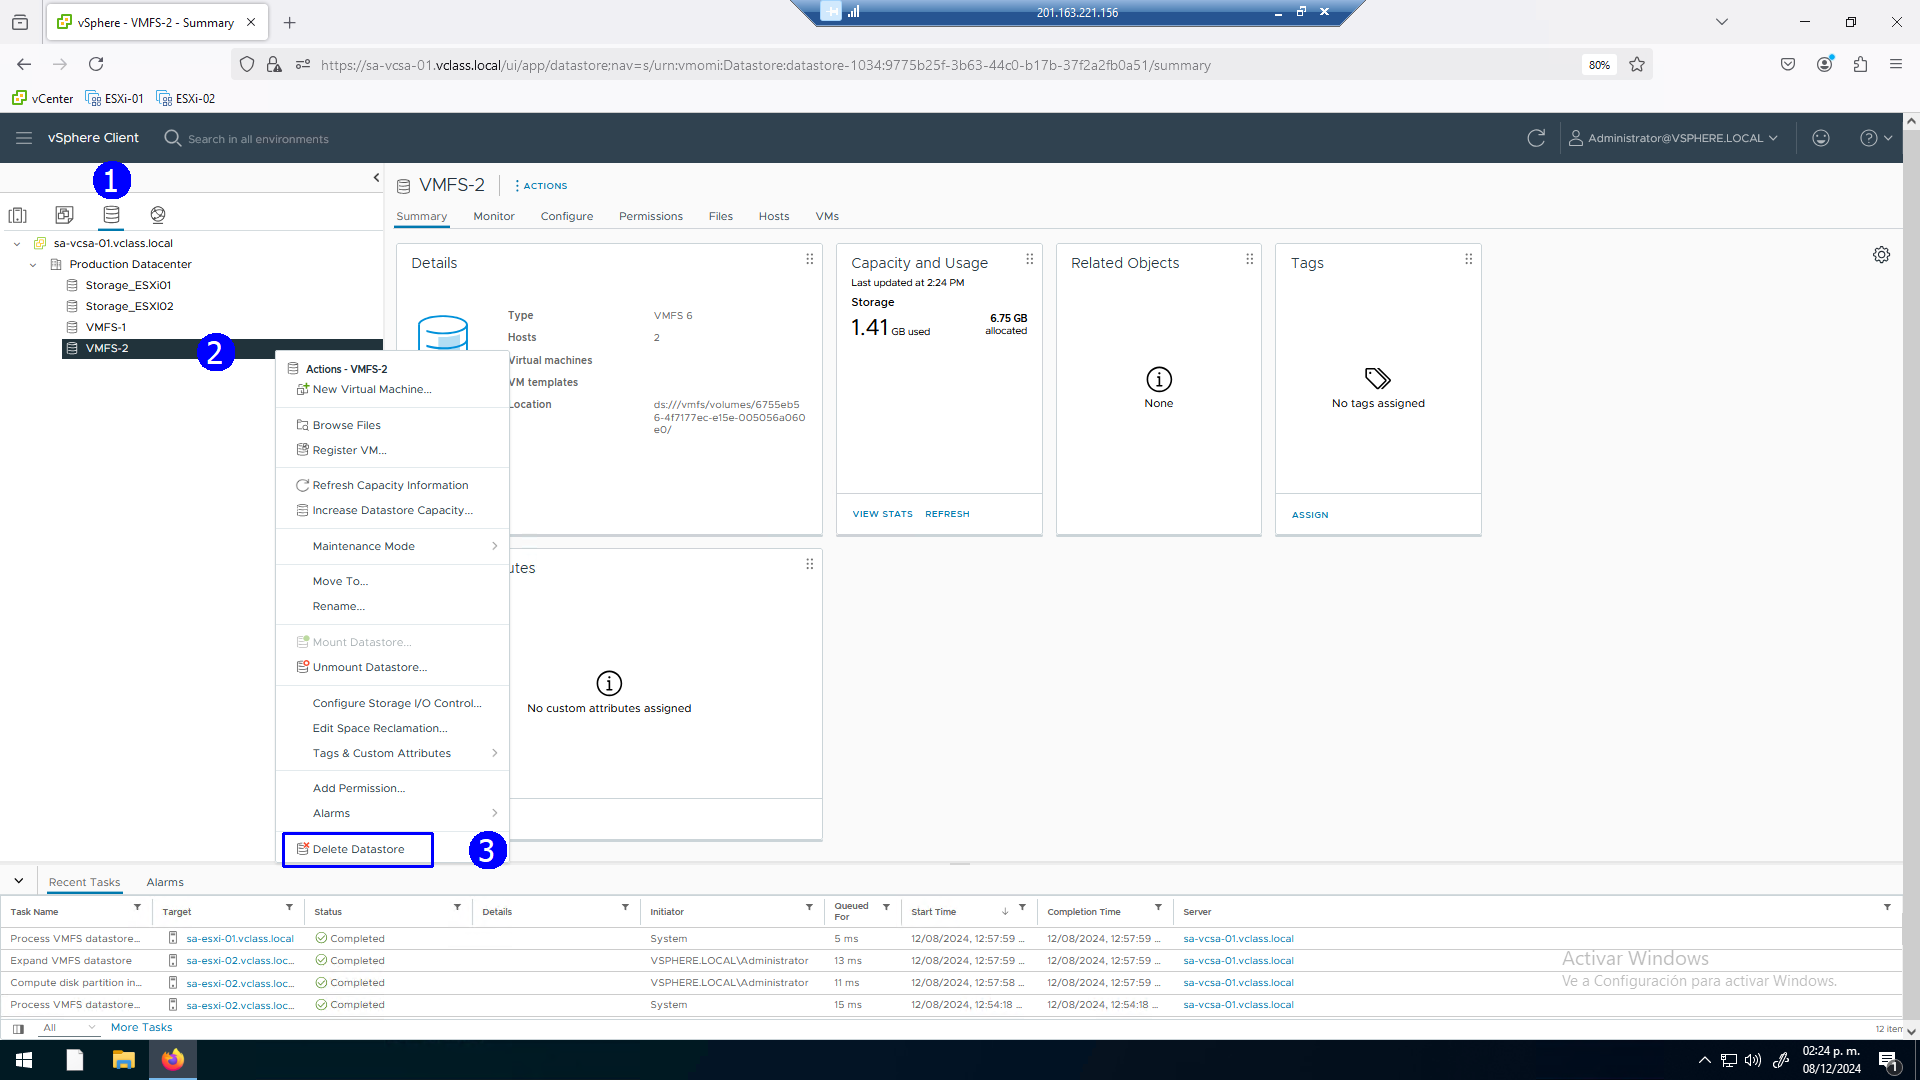 vSphere - VMFS-2 - Summary
201.163.221.156
https://sa-vcsa-01.vclass.local/ui/app/datastore;nav=s/urn:vmomi:Datastore:datastore-1034:9775b25f-3b63-44c0-b17b-37f2a2fb0a51/summary
80%
vCenter ESXi-01 ESXi-02
vSphere Client
Search in all environments
Administrator@VSPHERE.LOCAL
1
VMFS-2
ACTIONS
Summary Monitor Configure Permissions Files Hosts VMs
sa-vcsa-01.vclass.local
Production Datacenter
Storage_ESXi01
Storage_ESXI02
VMFS-1
VMFS-2
2
Actions - VMFS-2
New Virtual Machine...
Browse Files
Register VM...
Refresh Capacity Information
Increase Datastore Capacity...
Maintenance Mode
Move To...
Rename...
Mount Datastore...
Unmount Datastore...
Configure Storage I/O Control...
Edit Space Reclamation...
Tags & Custom Attributes
Add Permission...
Alarms
Delete Datastore
3
Details
Type VMFS 6
Hosts 2
Virtual machines
VM templates
Location
ds:///vmfs/volumes/6755eb5
6-4f7177ec-e15e-005056a060
e0/
Capacity and Usage
Last updated at 2:24 PM
Storage
1.41 GB used
6.75 GB
allocated
VIEW STATS REFRESH
Related Objects
None
Tags
No tags assigned
ASSIGN
utes
No custom attributes assigned
Recent Tasks Alarms
Task Name Target Status Details Initiator Queued For Start Time Completion Time Server
Process VMFS datastore... sa-esxi-01.vclass.local Completed System 5 ms 12/08/2024, 12:57:59 ... 12/08/2024, 12:57:59 ... sa-vcsa-01.vclass.local
Expand VMFS datastore sa-esxi-02.vclass.loc... Completed VSPHERE.LOCAL\Administrator 13 ms 12/08/2024, 12:57:59 ... 12/08/2024, 12:57:59 ... sa-vcsa-01.vclass.local
Compute disk partition in... sa-esxi-02.vclass.loc... Completed VSPHERE.LOCAL\Administrator 11 ms 12/08/2024, 12:57:58 ... 12/08/2024, 12:57:59 ... sa-vcsa-01.vclass.local
Process VMFS datastore... sa-esxi-02.vclass.loc... Completed System 15 ms 12/08/2024, 12:54:18 ... 12/08/2024, 12:54:18 ... sa-vcsa-01.vclass.local
All More Tasks
12 item
Activar Windows
Ve a Configuración para activar Windows.
02:24 p. m.
08/12/2024
1